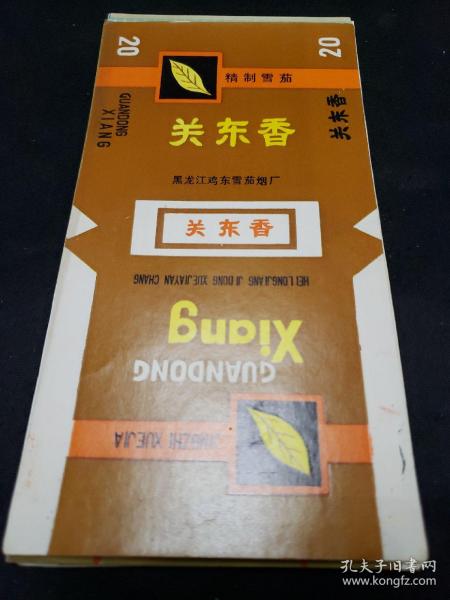 20
20
精制雪茄
GUANDONG
XIANG
关东香
关东香
黑龙江鸡东雪茄烟厂
关东香
HEI LONGJIANG JI DONG XUEJIAYAN CHANG
Xiang
GUANDONG
JINGZHI XUEJIA
孔夫子旧书网
www.kongfz.com